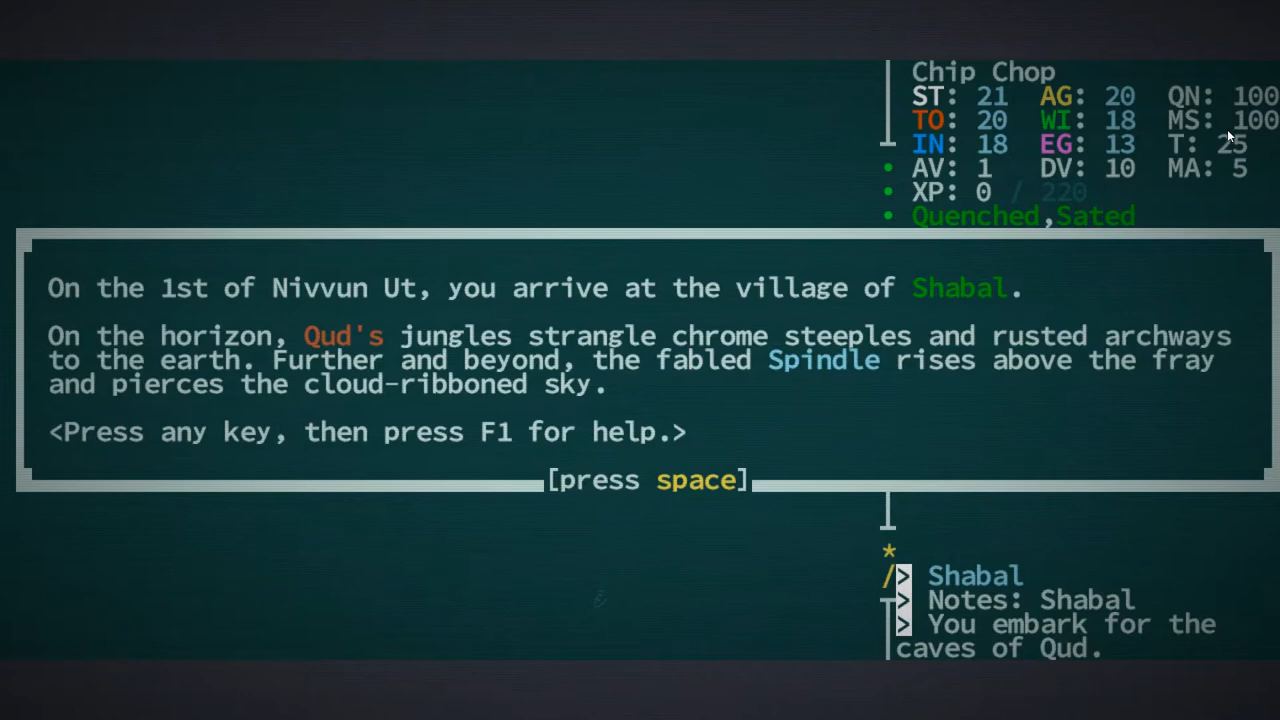 Chip Chop
ST: 21 AG: 20 QN: 100
TO: 20 WI: 18 MS: 100
IN: 18 EG: 13 T: 25
AV: 1 DV: 10 MA: 5
XP: 0 / 220
Quenched,Sated
On the 1st of Nivvun Ut, you arrive at the village of Shabal.
On the horizon, Qud's jungles strangle chrome steeples and rusted archways
to the earth. Further and beyond, the fabled Spindle rises above the fray
and pierces the cloud-ribboned sky.
<Press any key, then press F1 for help.>
[press space]
> Shabal
> Notes: Shabal
> You embark for the
caves of Qud.